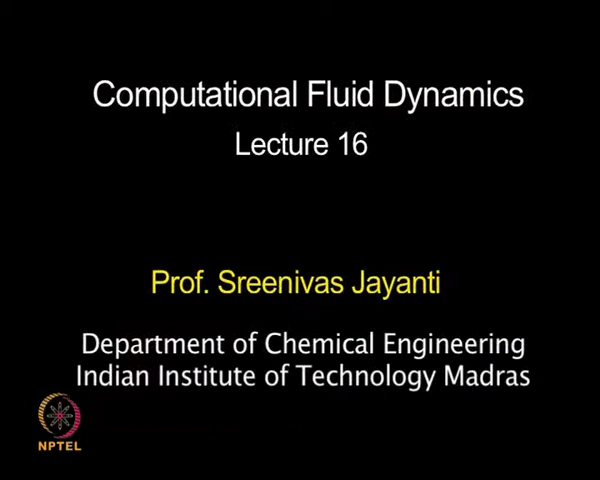 Computational Fluid Dynamics
Lecture 16
Prof. Sreenivas Jayanti
Department of Chemical Engineering
Indian Institute of Technology Madras
NPTEL